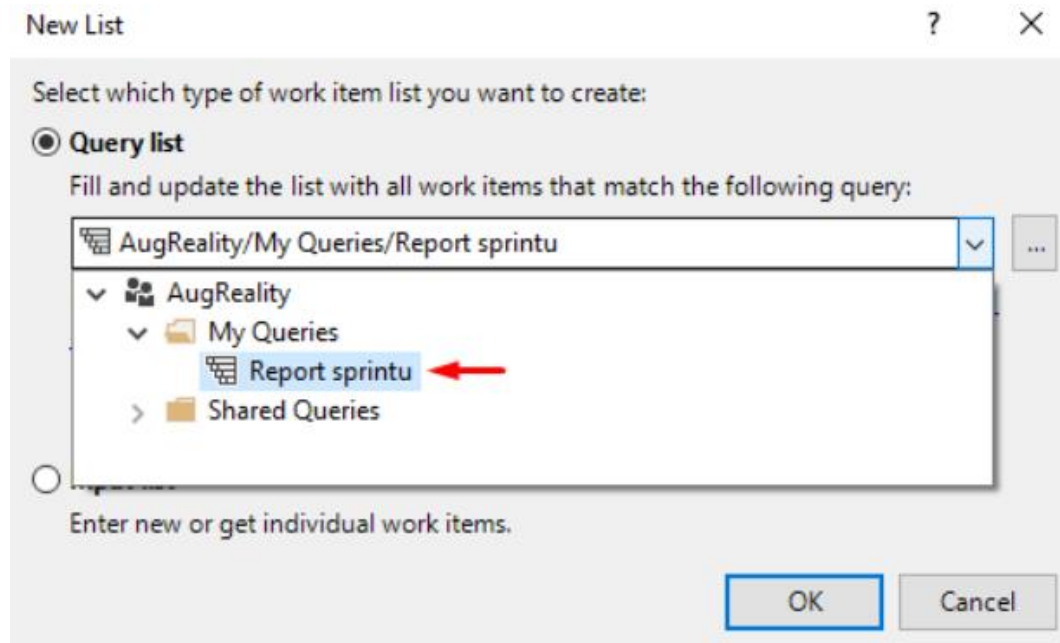 New List ?
Select which type of work item list you want to create:
Query list
Fill and update the list with all work items that match the following query:
AugReality/My Queries/Report sprintu ...
AugReality
My Queries
Report sprintu
Shared Queries
Enter new or get individual work items.
OK Cancel